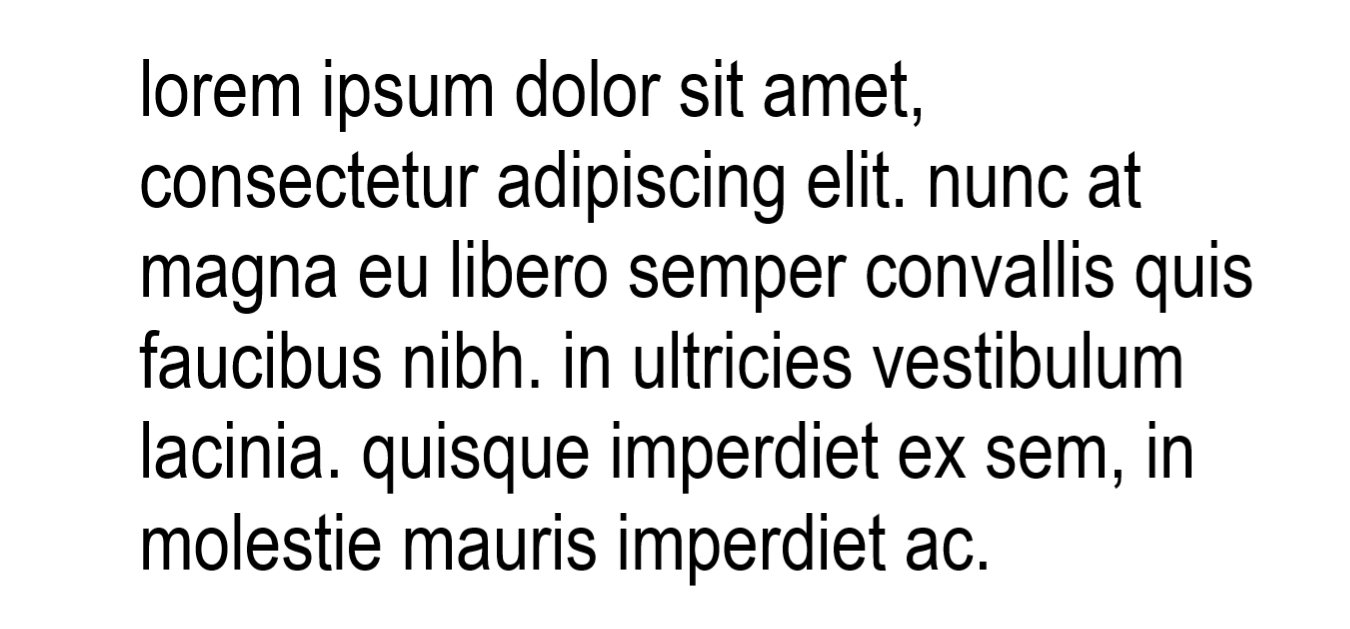 lorem ipsum dolor sit amet,
consectetur adipiscing elit. nunc at
magna eu libero semper convallis quis
faucibus nibh. in ultricies vestibulum
lacinia. quisque imperdiet ex sem, in
molestie mauris imperdiet ac.